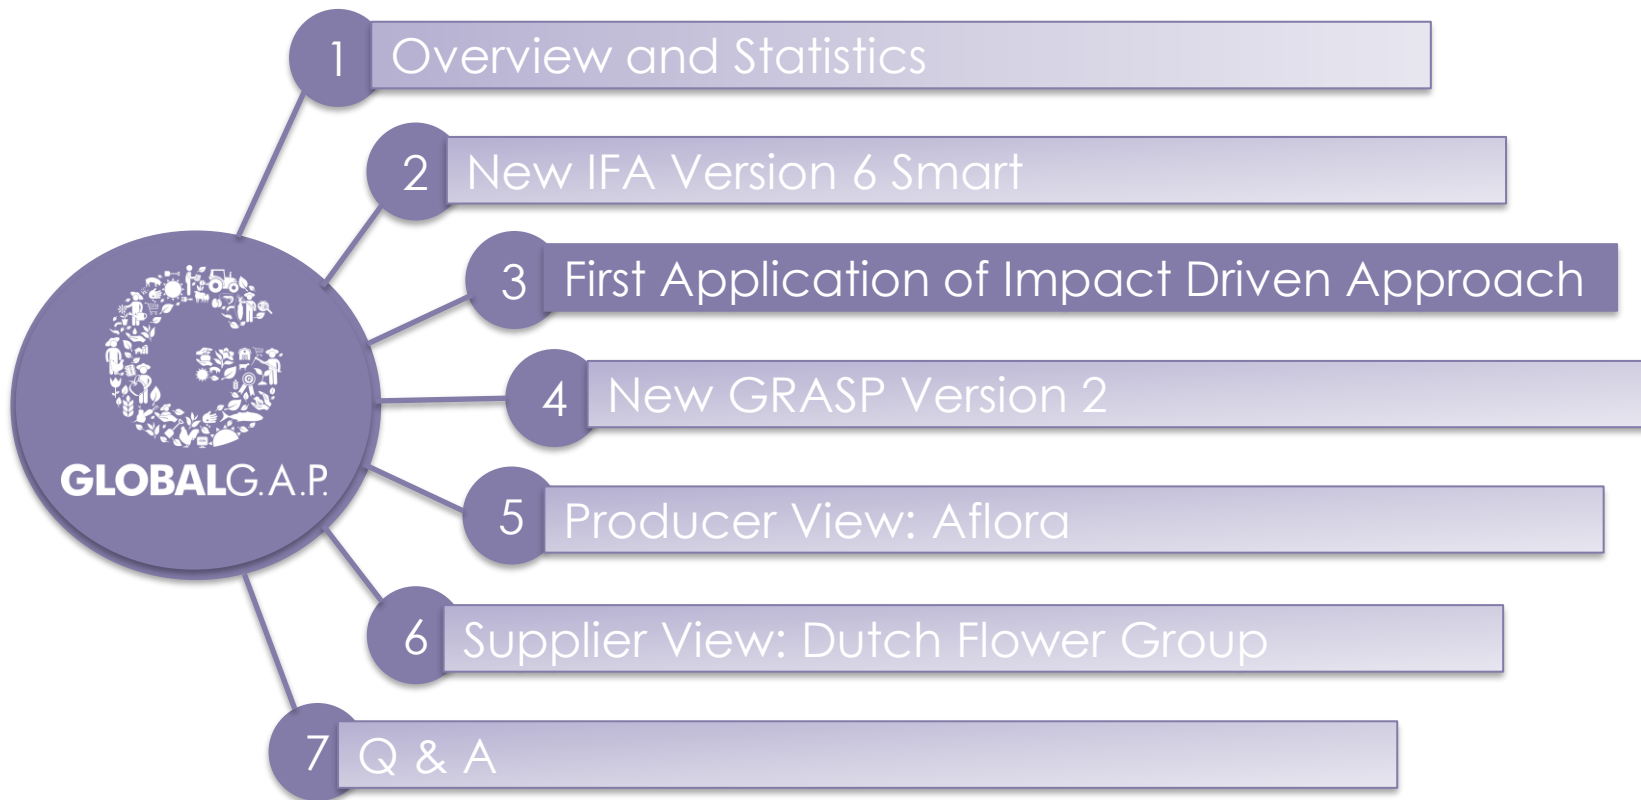 1 Overview and Statistics
2 New IFA Version 6 Smart
3 First Application of Impact Driven Approach
4 New GRASP Version 2
5 Producer View: Aflora
6 Supplier View: Dutch Flower Group
7 Q & A
GLOBALG.A.P.